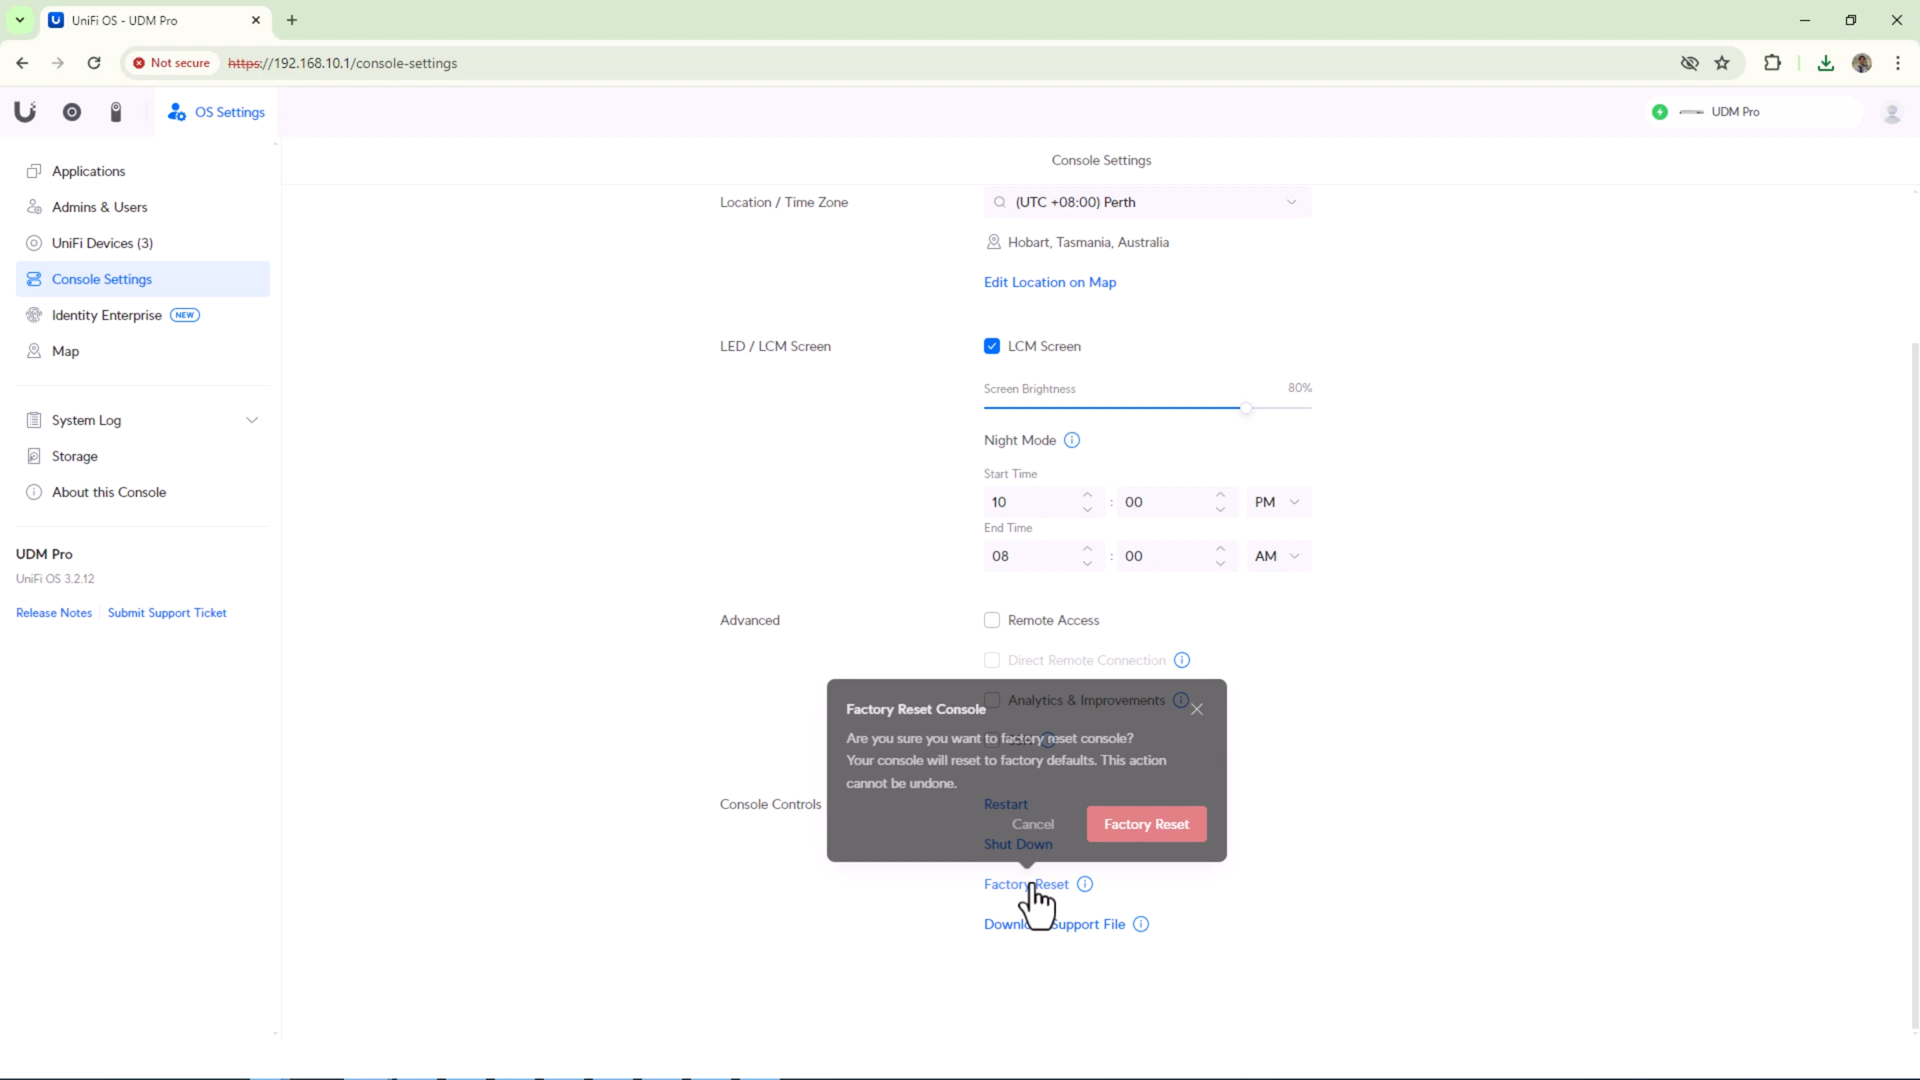 UniFi OS - UDM Pro
Not secure
https://192.168.10.1/console-settings
OS Settings
UDM Pro
Applications
Admins & Users
UniFi Devices (3)
Console Settings
Identity Enterprise NEW
Map
System Log
Storage
About this Console
UDM Pro
UniFi OS 3.2.12
Release Notes
Submit Support Ticket
Console Settings
Location / Time Zone
(UTC +08:00) Perth
Hobart, Tasmania, Australia
Edit Location on Map
LED / LCM Screen
LCM Screen
Screen Brightness 80%
Night Mode
Start Time
10 : 00 PM
End Time
08 : 00 AM
Advanced
Remote Access
Direct Remote Connection
Analytics & Improvements
Factory Reset Console
Are you sure you want to factory reset console?
Your console will reset to factory defaults. This action
cannot be undone.
Cancel
Factory Reset
Console Controls
Restart
Shut Down
Factory Reset
Support File